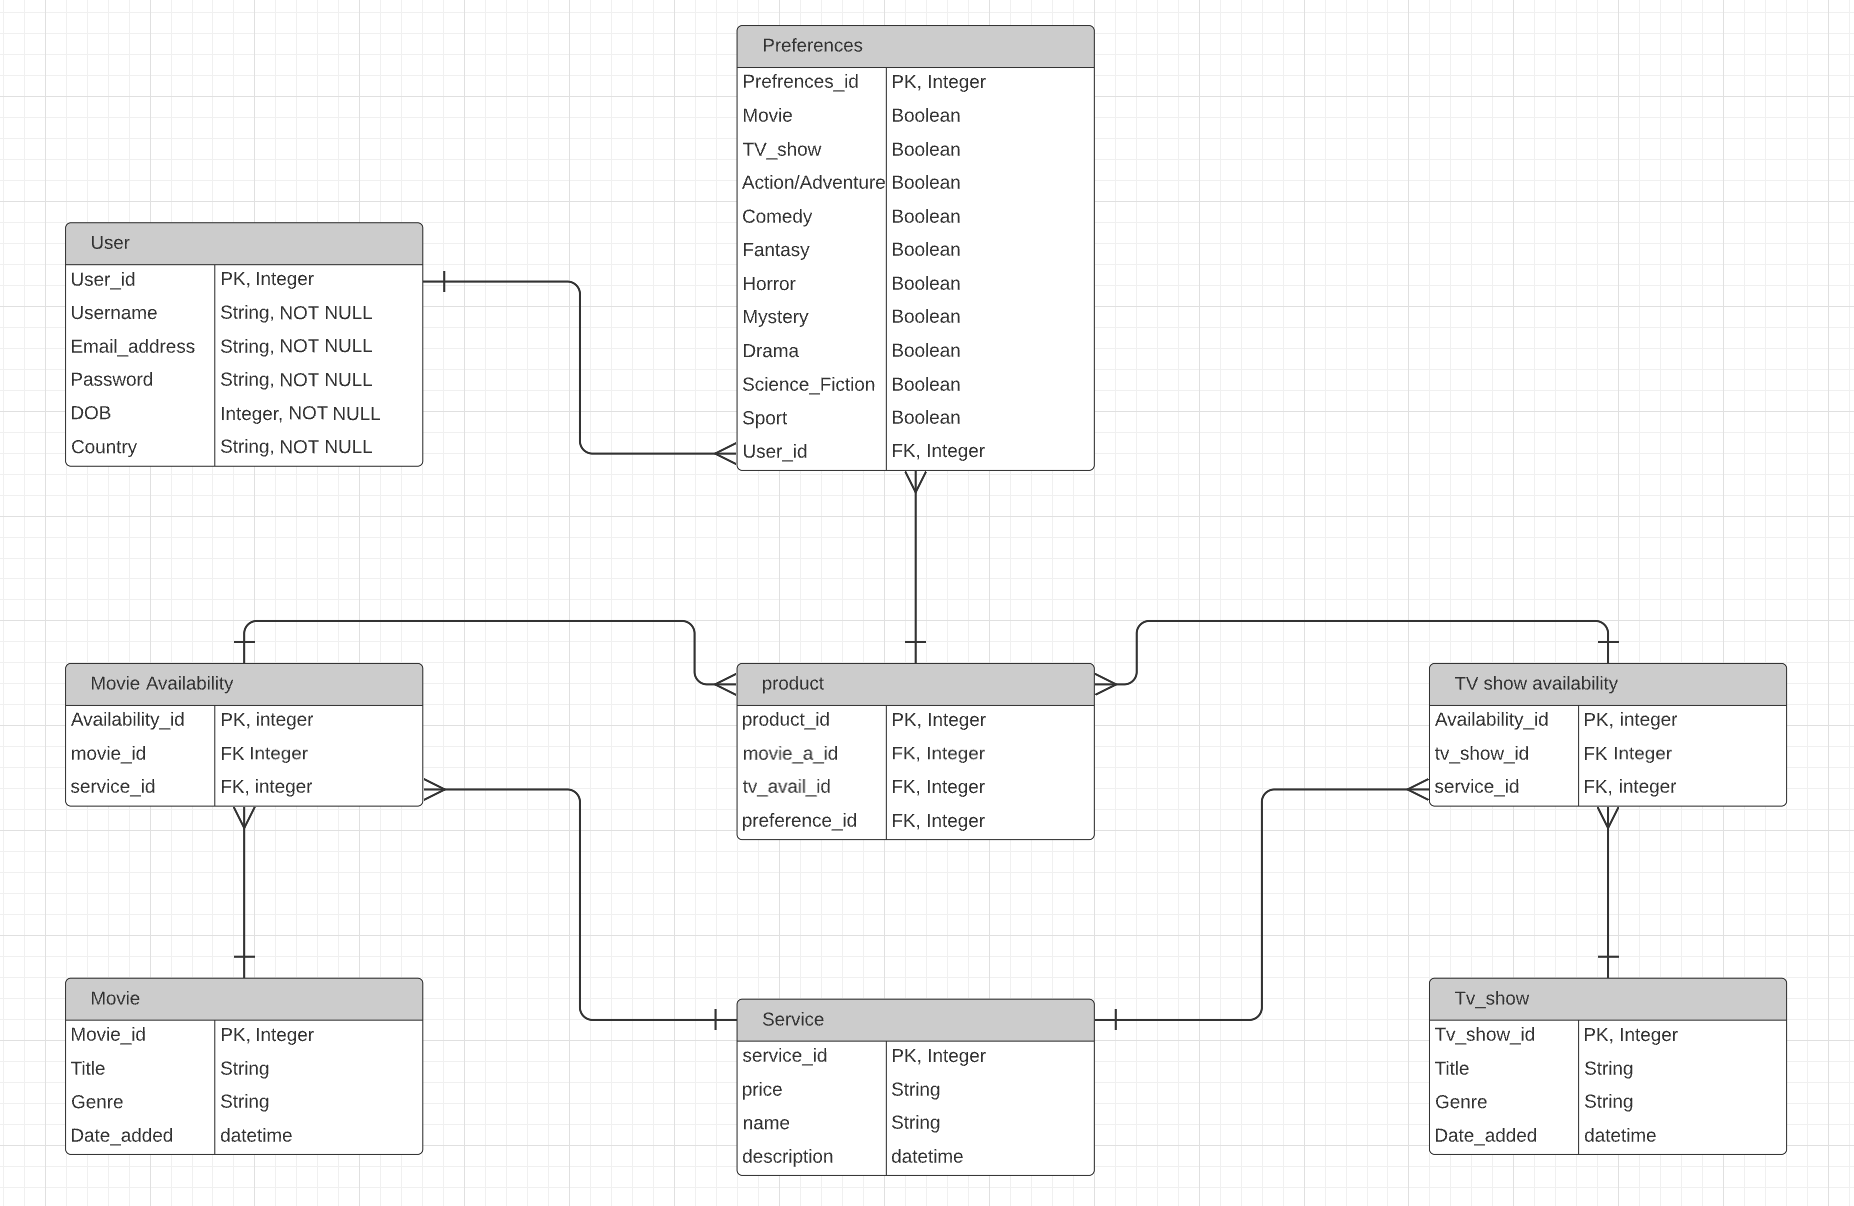 Preferences
Prefrences_id PK, Integer
Movie Boolean
TV_show Boolean
Action/Adventure Boolean
Comedy Boolean
Fantasy Boolean
Horror Boolean
Mystery Boolean
Drama Boolean
Science_Fiction Boolean
Sport Boolean
User_id FK, Integer
User
User_id PK, Integer
Username String, NOT NULL
Email_address String, NOT NULL
Password String, NOT NULL
DOB Integer, NOT NULL
Country String, NOT NULL
Movie Availability
Availability_id PK, integer
movie_id FK Integer
service_id FK, integer
product
product_id PK, Integer
movie_a_id FK, Integer
tv_avail_id FK, Integer
preference_id FK, Integer
TV show availability
Availability_id PK, integer
tv_show_id FK Integer
service_id FK, integer
Movie
Movie_id PK, Integer
Title String
Genre String
Date_added datetime
Service
service_id PK, Integer
price String
name String
description datetime
Tv_show
Tv_show_id PK, Integer
Title String
Genre String
Date_added datetime